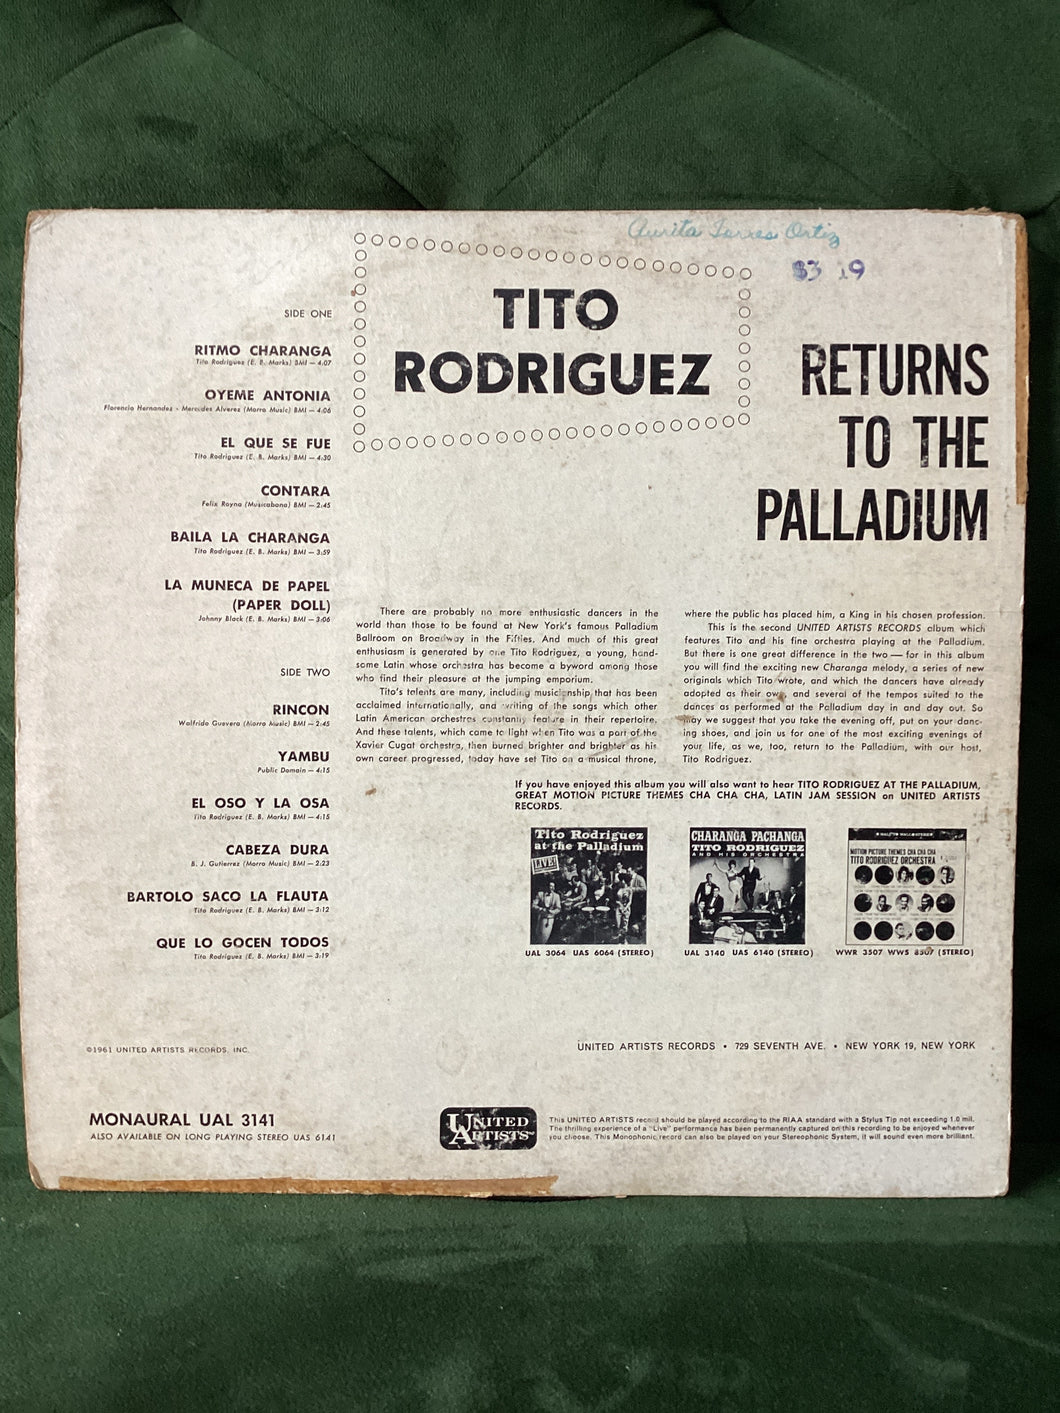 Aurita Torres Ortiz
$3 19
TITO
RODRIGUEZ
RETURNS
TO THE
PALLADIUM
SIDE ONE
RITMO CHARANGA
Tito Rodriguez (E. B. Marks) BMI — 4:07
OYEME ANTONIA
Florencio Hernandez - Mercedes Alvarez (Morro Music) BMI — 4:06
EL QUE SE FUE
Tito Rodriguez (E. B. Marks) BMI — 4:30
CONTARA
Felix Rayna (Musicabana) BMI — 2:45
BAILA LA CHARANGA
Tito Rodriguez (E. B. Marks) BMI — 3:59
LA MUNECA DE PAPEL
(PAPER DOLL)
Johnny Black (E. B. Marks) BMI — 3:06
SIDE TWO
RINCON
Walfrido Guevera (Morro Music) BMI — 2:45
YAMBU
Public Domain — 4:15
EL OSO Y LA OSA
Tito Rodriguez (E. B. Marks) BMI — 4:15
CABEZA DURA
B. J. Gutierrez (Morro Music) BMI — 2:23
BARTOLO SACO LA FLAUTA
Tito Rodriguez (E. B. Marks) BMI — 3:12
QUE LO GOCEN TODOS
Tito Rodriguez (E. B. Marks) BMI — 3:19
There are probably no more enthusiastic dancers in the
world than those to be found at New York's famous Palladium
Ballroom on Broadway in the Fifties. And much of this great
enthusiasm is generated by one Tito Rodriguez, a young, hand-
some Latin whose orchestra has become a byword among those
who find their pleasure at the jumping emporium.
Tito's talents are many, including musicianship that has been
acclaimed internationally, and writing of the songs which other
Latin American orchestras constantly feature in their repertoire.
And these talents, which came to light when Tito was a part of the
Xavier Cugat orchestra, then burned brighter and brighter as his
own career progressed, today have set Tito on a musical throne,
where the public has placed him, a King in his chosen profession.
This is the second UNITED ARTISTS RECORDS album which
features Tito and his fine orchestra playing at the Palladium.
But there is one great difference in the two — for in this album
you will find the exciting new Charanga melody, a series of new
originals which Tito wrote, and which the dancers have already
adopted as their own, and several of the tempos suited to the
dances as performed at the Palladium day in and day out. So
may we suggest that you take the evening off, put on your danc-
ing shoes, and join us for one of the most exciting evenings of
your life, as we, too, return to the Palladium, with our host,
Tito Rodriguez.
If you have enjoyed this album you will also want to hear TITO RODRIGUEZ AT THE PALLADIUM,
GREAT MOTION PICTURE THEMES CHA CHA CHA, LATIN JAM SESSION on UNITED ARTISTS
RECORDS.
Tito Rodriguez
at the Palladium
LIVE!
UAL 3064 UAS 6064 (STEREO)
CHARANGA PACHANGA
TITO RODRIGUEZ
AND HIS ORCHESTRA
UAL 3140 UAS 6140 (STEREO)
MOTION PICTURE THEMES CHA CHA CHA
TITO RODRIGUEZ ORCHESTRA
WWR 3507 WWS 8507 (STEREO)
©1961 UNITED ARTISTS RECORDS, INC.
UNITED ARTISTS RECORDS • 729 SEVENTH AVE. • NEW YORK 19, NEW YORK
MONAURAL UAL 3141
ALSO AVAILABLE ON LONG PLAYING STEREO UAS 6141
UNITED
ARTISTS
This UNITED ARTISTS record should be played according to the RIAA standard with a Stylus Tip not exceeding 1.0 mil.
The thrilling experience of a "Live" performance has been permanently captured on this recording to be enjoyed whenever
you choose. This Monophonic record can also be played on your Stereophonic System, it will sound even more brilliant.